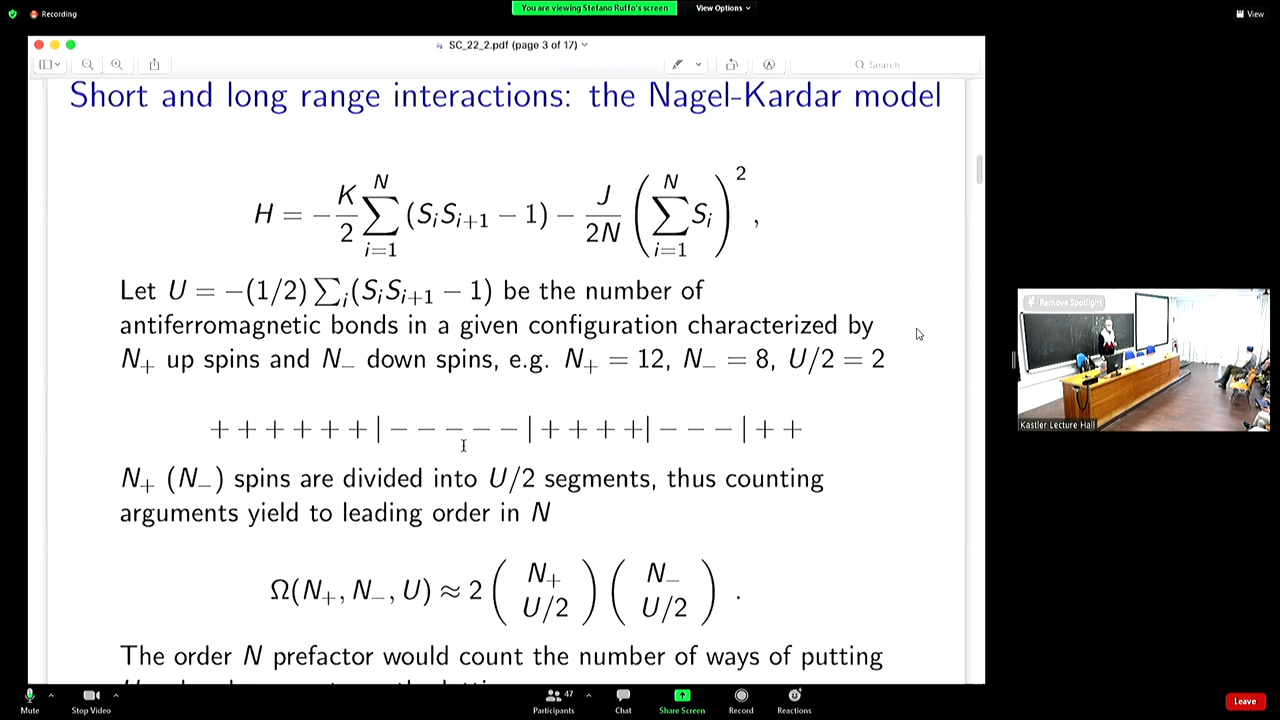 Recording
You are viewing Stefano Ruffo's screen
View Options
View
SC_22_2.pdf (page 3 of 17)
Search
Short and long range interactions: the Nagel-Kardar model
H = −K/2 ∑_{i=1}^{N} (S_i S_{i+1} − 1) − J/2N (∑_{i=1}^{N} S_i)^2 ,
Let U = −(1/2) ∑_i(S_i S_{i+1} − 1) be the number of
antiferromagnetic bonds in a given configuration characterized by
N_+ up spins and N_− down spins, e.g. N_+ = 12, N_− = 8, U/2 = 2
+ + + + + + | − − − − − | + + + + | − − − | + +
N_+ (N_−) spins are divided into U/2 segments, thus counting
arguments yield to leading order in N
Ω(N_+, N_−, U) ≈ 2 ( N_+ U/2 ) ( N_− U/2 ) .
The order N prefactor would count the number of ways of putting
Remove Spotlight
Kastler Lecture Hall
Mute
Stop Video
47
Participants
Chat
Share Screen
Record
Reactions
Leave